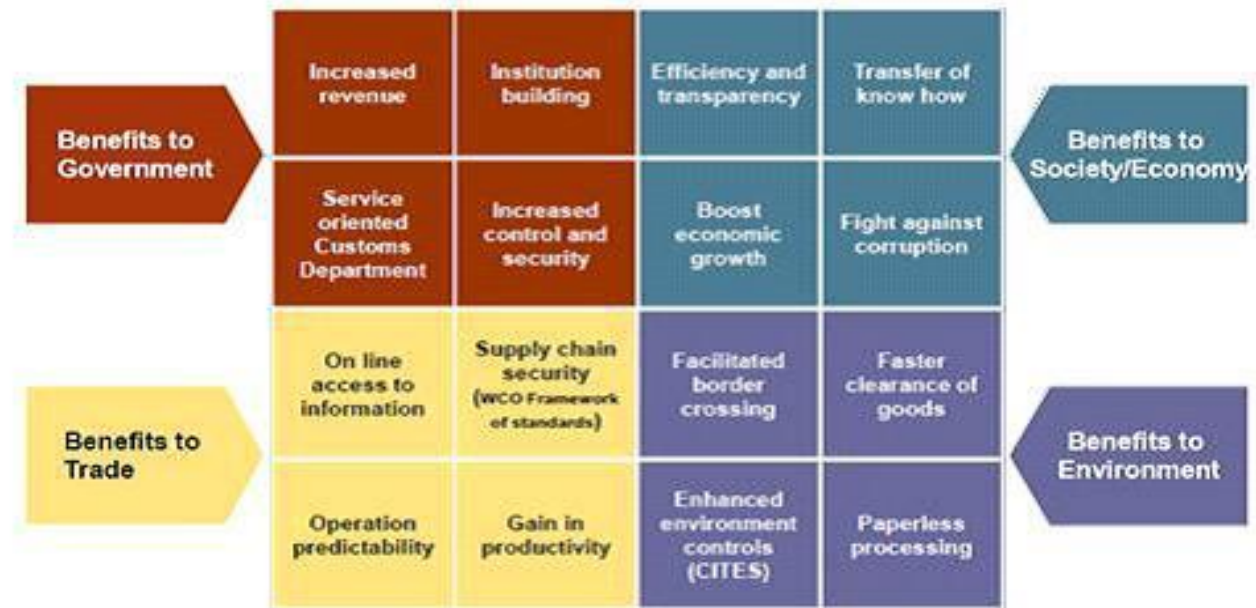 Benefits to
Government
Increased
revenue
Institution
building
Efficiency and
transparency
Transfer of
know how
Benefits to
Society/Economy
Service
oriented
Customs
Department
Increased
control and
security
Boost
economic
growth
Fight against
corruption
Benefits to
Trade
On line
access to
information
Supply chain
security
(WCO Framework
of standards)
Facilitated
border
crossing
Faster
clearance of
goods
Benefits to
Environment
Operation
predictability
Gain in
productivity
Enhanced
environment
controls
(CITES)
Paperless
processing